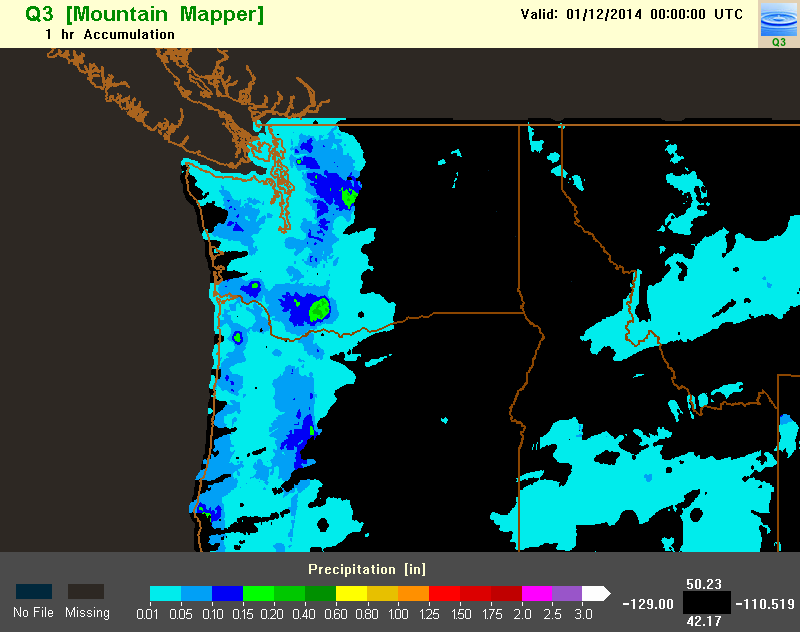 Q3 [Mountain Mapper]
1 hr Accumulation
Valid: 01/12/2014 00:00:00 UTC
Q3
Precipitation [in]
No File Missing
0.01 0.05 0.10 0.15 0.20 0.40 0.60 0.80 1.00 1.25 1.50 1.75 2.0 2.5 3.0
50.23
-129.00 -110.519
42.17